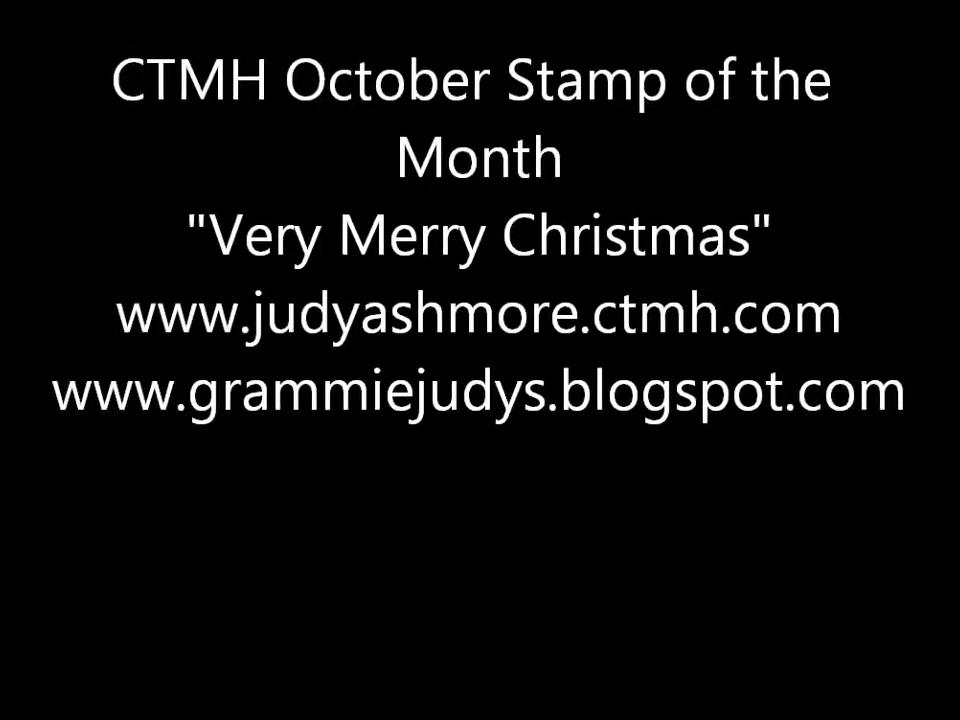 CTMH October Stamp of the
Month
"Very Merry Christmas"
www.judyashmore.ctmh.com
www.grammiejudys.blogspot.com